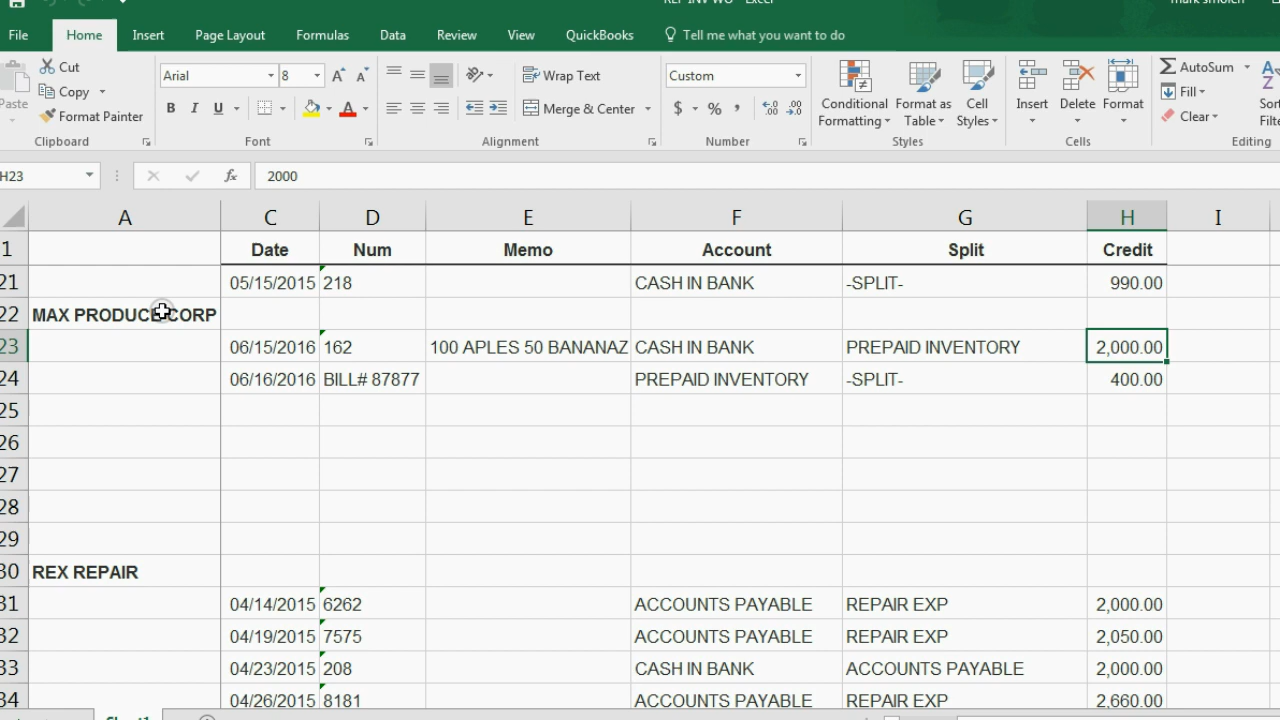 File Home Insert Page Layout Formulas Data Review View QuickBooks Tell me what you want to do
Paste
Cut
Copy
Format Painter
Clipboard
Arial 8 A A
B I U A
Font
Wrap Text
Merge & Center
Alignment
Custom
$ % ,
Number
Conditional Formatting
Format as Table
Cell Styles
Styles
Insert Delete Format
Cells
AutoSum
Fill
Clear
Editing
H23 fx 2000
A C D E F G H I
1 Date Num Memo Account Split Credit
21 05/15/2015 218 CASH IN BANK -SPLIT- 990.00
22 MAX PRODUCE CORP
23 06/15/2016 162 100 APLES 50 BANANAZ CASH IN BANK PREPAID INVENTORY 2,000.00
24 06/16/2016 BILL# 87877 PREPAID INVENTORY -SPLIT- 400.00
25
26
27
28
29
30 REX REPAIR
31 04/14/2015 6262 ACCOUNTS PAYABLE REPAIR EXP 2,000.00
32 04/19/2015 7575 ACCOUNTS PAYABLE REPAIR EXP 2,050.00
33 04/23/2015 208 CASH IN BANK ACCOUNTS PAYABLE 2,000.00
34 04/26/2015 8181 ACCOUNTS PAYABLE REPAIR EXP 2,660.00